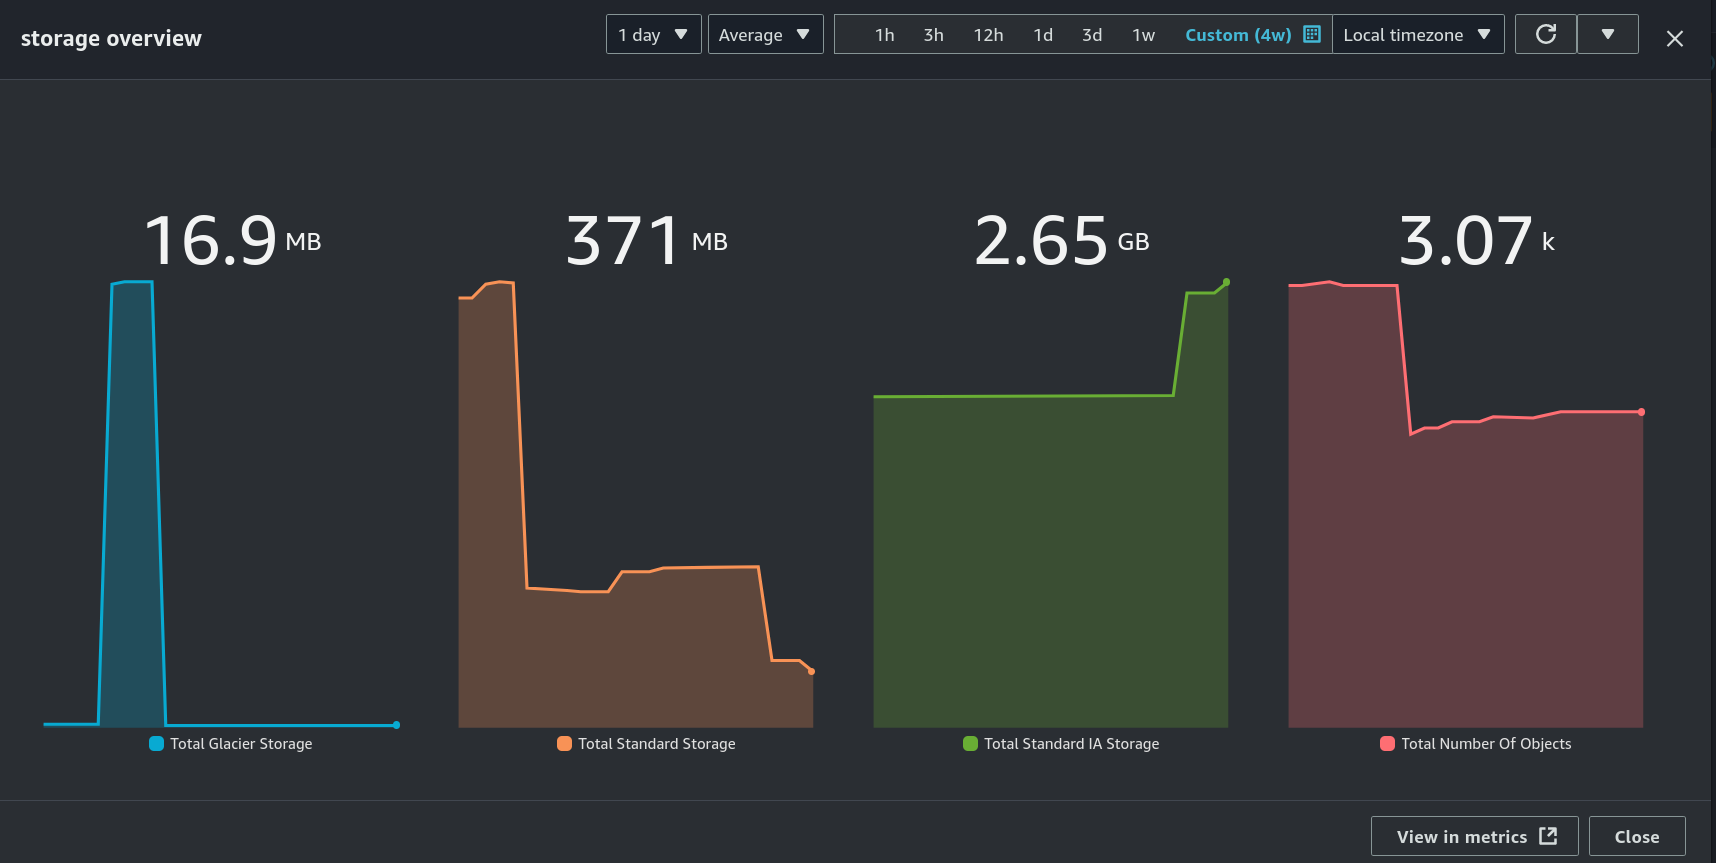 storage overview
1 day
Average
1h 3h 12h 1d 3d 1w Custom (4w)
Local timezone
16.9 MB
371 MB
2.65 GB
3.07 k
Total Glacier Storage
Total Standard Storage
Total Standard IA Storage
Total Number Of Objects
View in metrics
Close